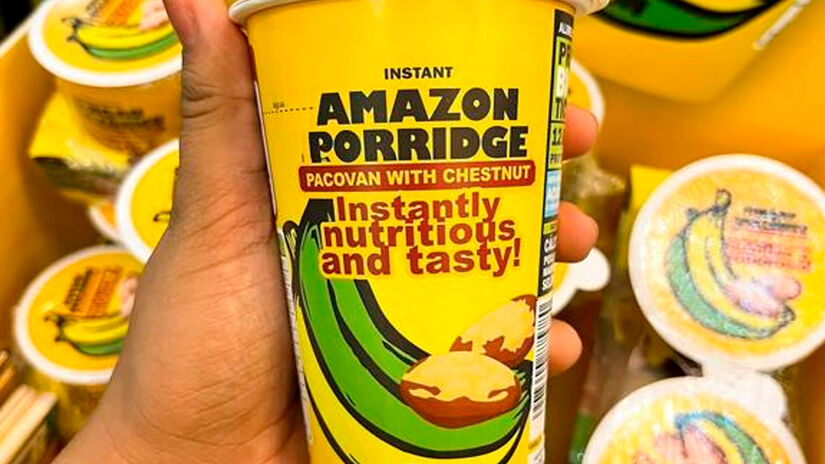 INSTANT
AMAZON
PORRIDGE
PACOVAN WITH CHESTNUT
Instantly
nutritious
and tasty!